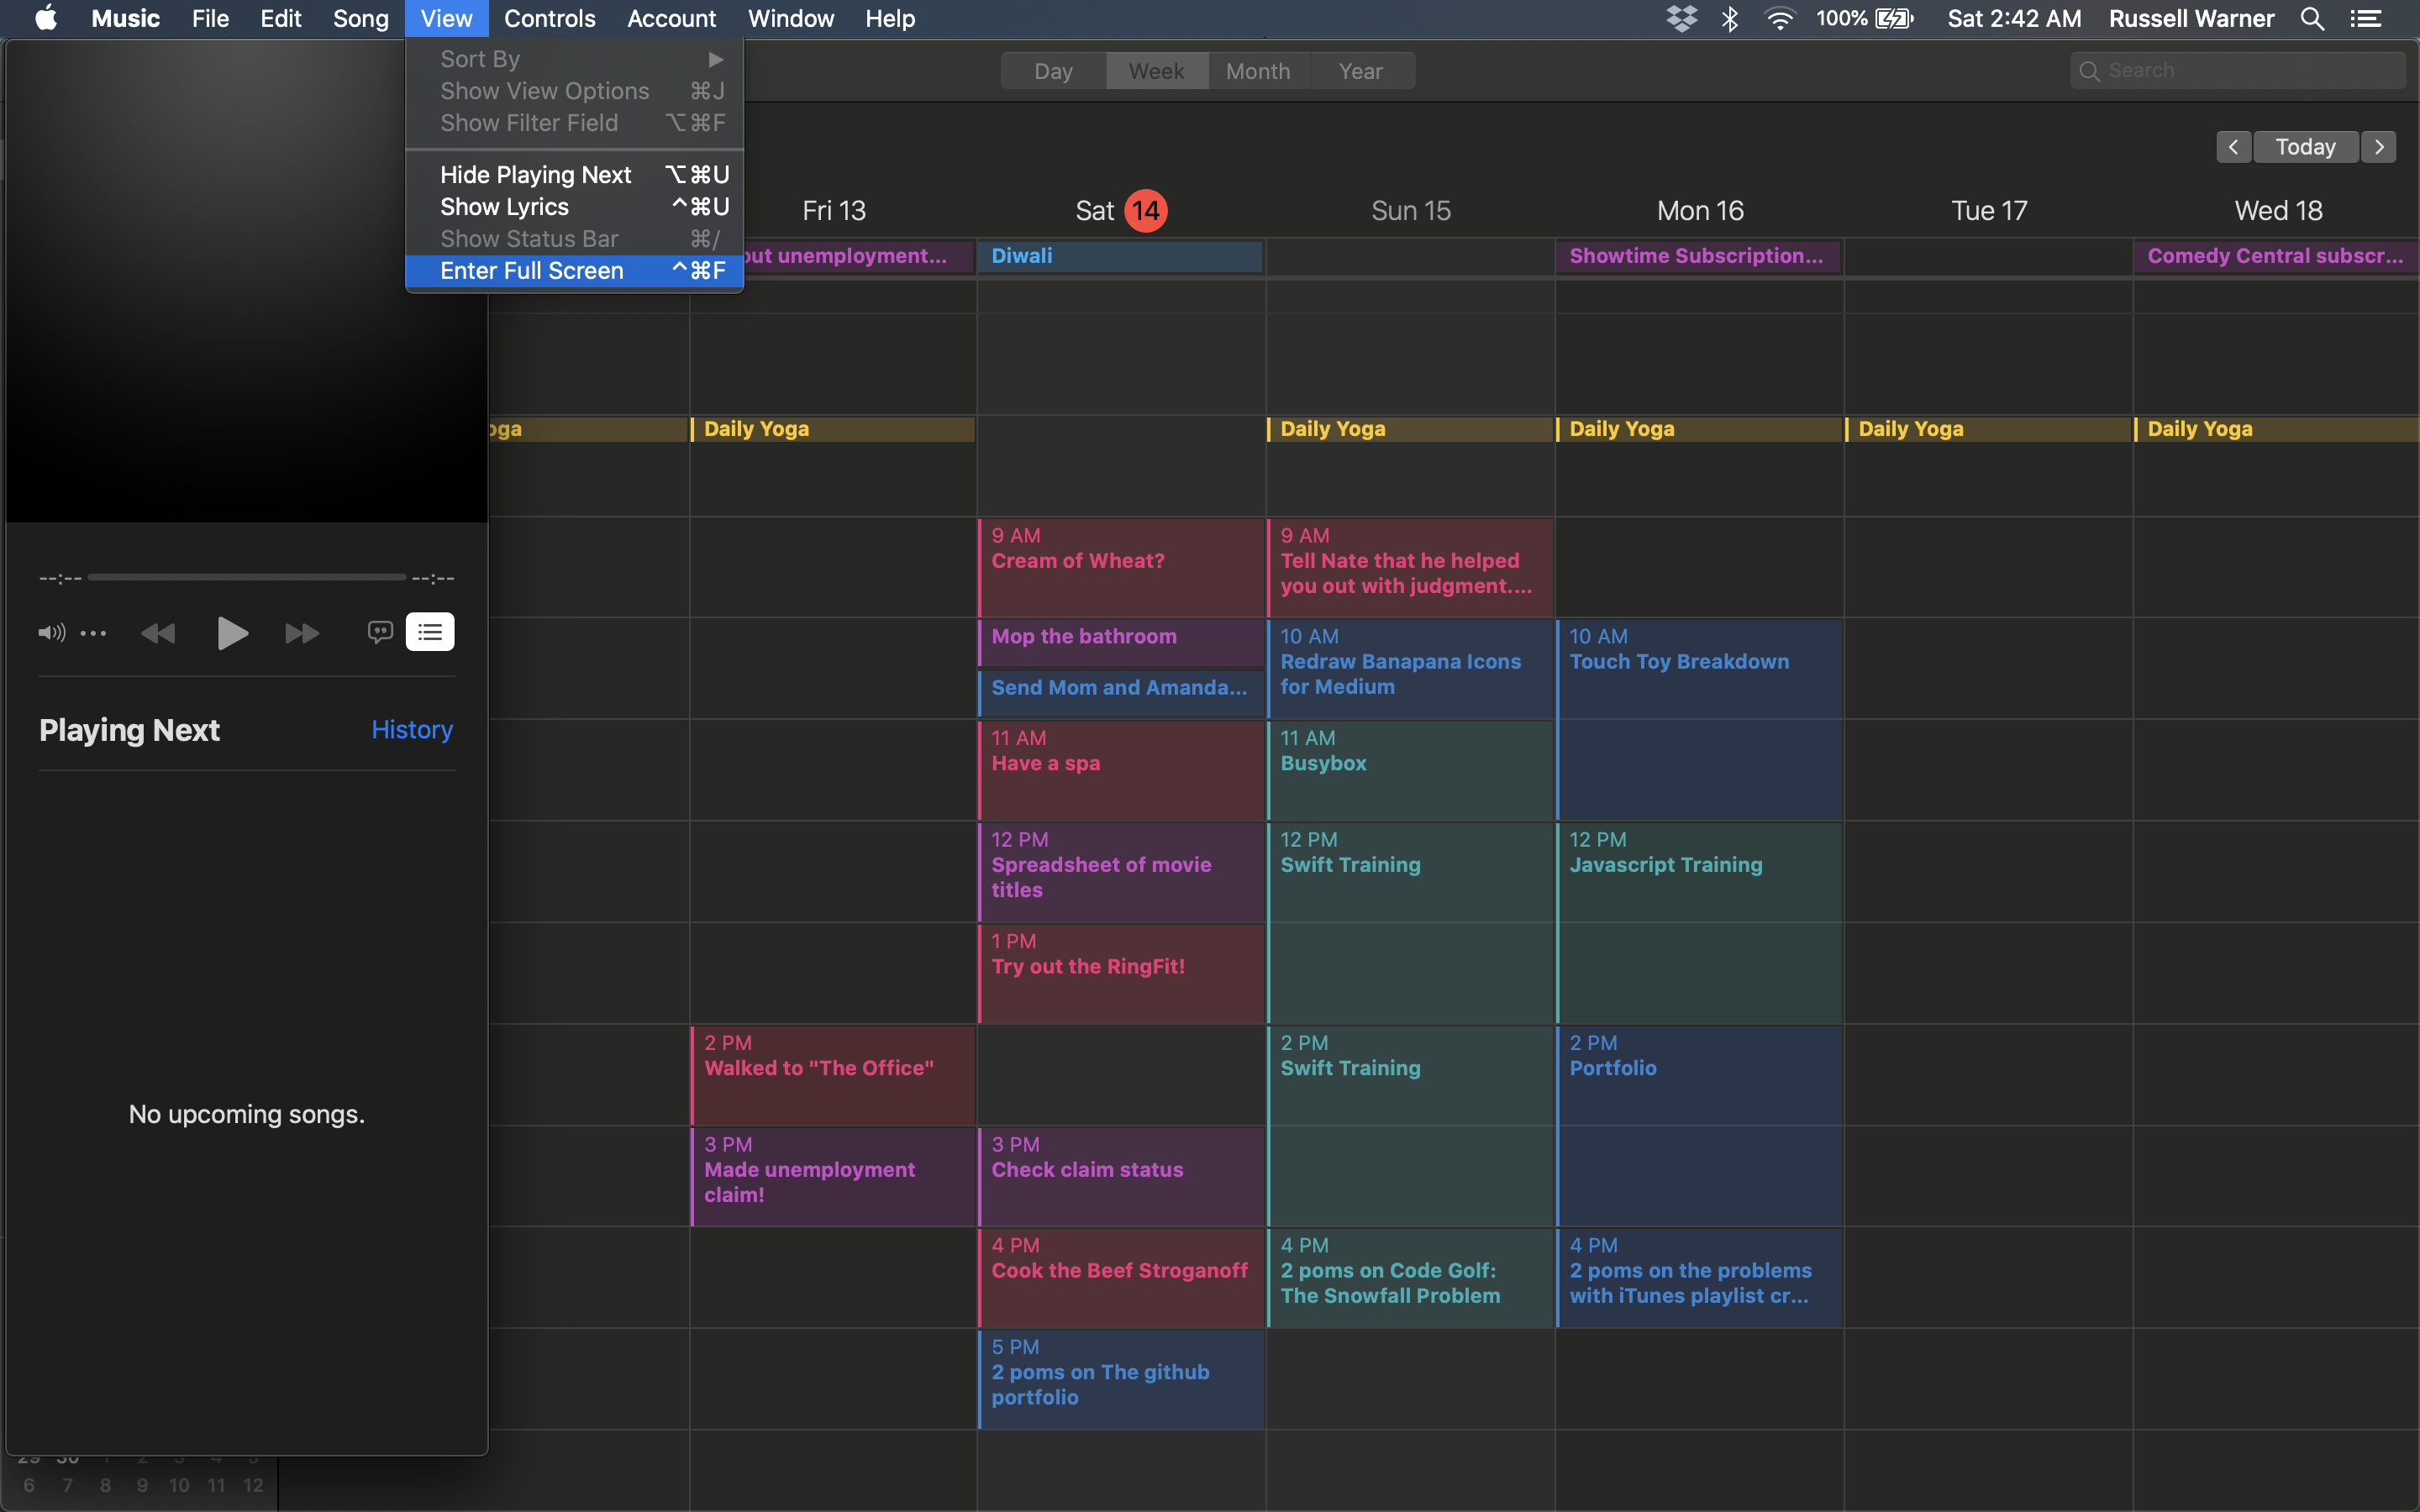 Music File Edit Song View Controls Account Window Help
100% Sat 2:42 AM Russell Warner
Sort By
Show View Options ⌘J
Show Filter Field ⌥⌘F
Hide Playing Next ⌥⌘U
Show Lyrics ^⌘U
Show Status Bar ⌘/
Enter Full Screen ^⌘F
Day Week Month Year
Search
Today
Fri 13 Sat 14 Sun 15 Mon 16 Tue 17 Wed 18
unemployment...
Diwali
Showtime Subscription...
Comedy Central subscr...
Daily Yoga
Daily Yoga
Daily Yoga
Daily Yoga
Daily Yoga
--:-- --:--
Playing Next History
No upcoming songs.
2 PM
Walked to "The Office"
3 PM
Made unemployment
claim!
9 AM
Cream of Wheat?
Mop the bathroom
Send Mom and Amanda...
11 AM
Have a spa
12 PM
Spreadsheet of movie
titles
1 PM
Try out the RingFit!
3 PM
Check claim status
4 PM
Cook the Beef Stroganoff
5 PM
2 poms on The github
portfolio
9 AM
Tell Nate that he helped
you out with judgment....
10 AM
Redraw Banapana Icons
for Medium
11 AM
Busybox
12 PM
Swift Training
2 PM
Swift Training
4 PM
2 poms on Code Golf:
The Snowfall Problem
10 AM
Touch Toy Breakdown
12 PM
Javascript Training
2 PM
Portfolio
4 PM
2 poms on the problems
with iTunes playlist cr...
29 30 1 2 3 4 5
6 7 8 9 10 11 12